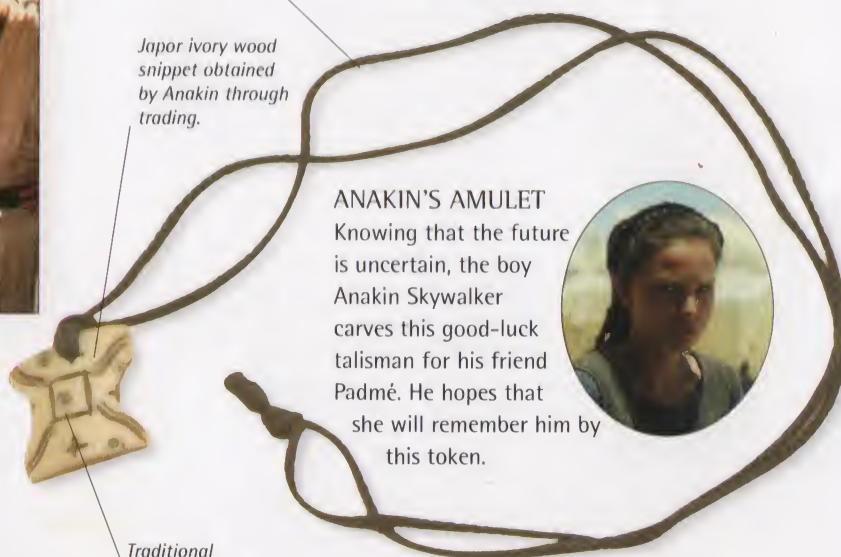 Japor ivory wood
snippet obtained
by Anakin through
trading.
ANAKIN'S AMULET
Knowing that the future
is uncertain, the boy
Anakin Skywalker
carves this good-luck
talisman for his friend
Padmé. He hopes that
she will remember him by
this token.
Traditional